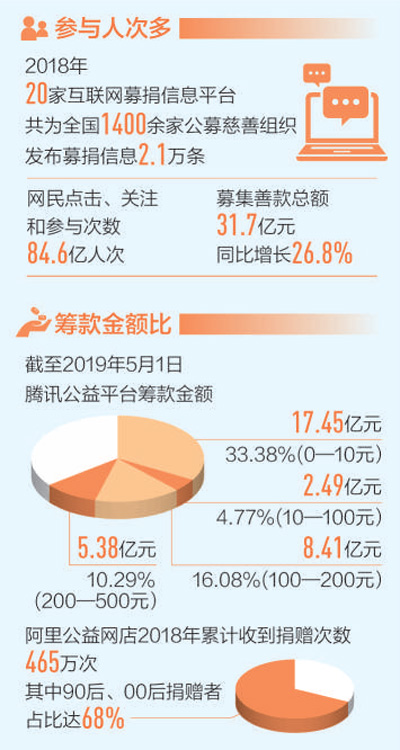 参与人次多
2018年
20家互联网募捐信息平台
共为全国1400余家公募慈善组织
发布募捐信息2.1万条
网民点击、关注
和参与次数
84.6亿人次
募集善款总额
31.7亿元
同比增长26.8%
筹款金额比
截至2019年5月1日
腾讯公益平台筹款金额
17.45亿元
33.38%(0—10元)
2.49亿元
4.77%(10—100元)
8.41亿元
16.08%(100—200元)
5.38亿元
10.29%
(200—500元)
阿里公益网店2018年累计收到捐赠次数
465万次
其中90后、00后捐赠者
占比达68%